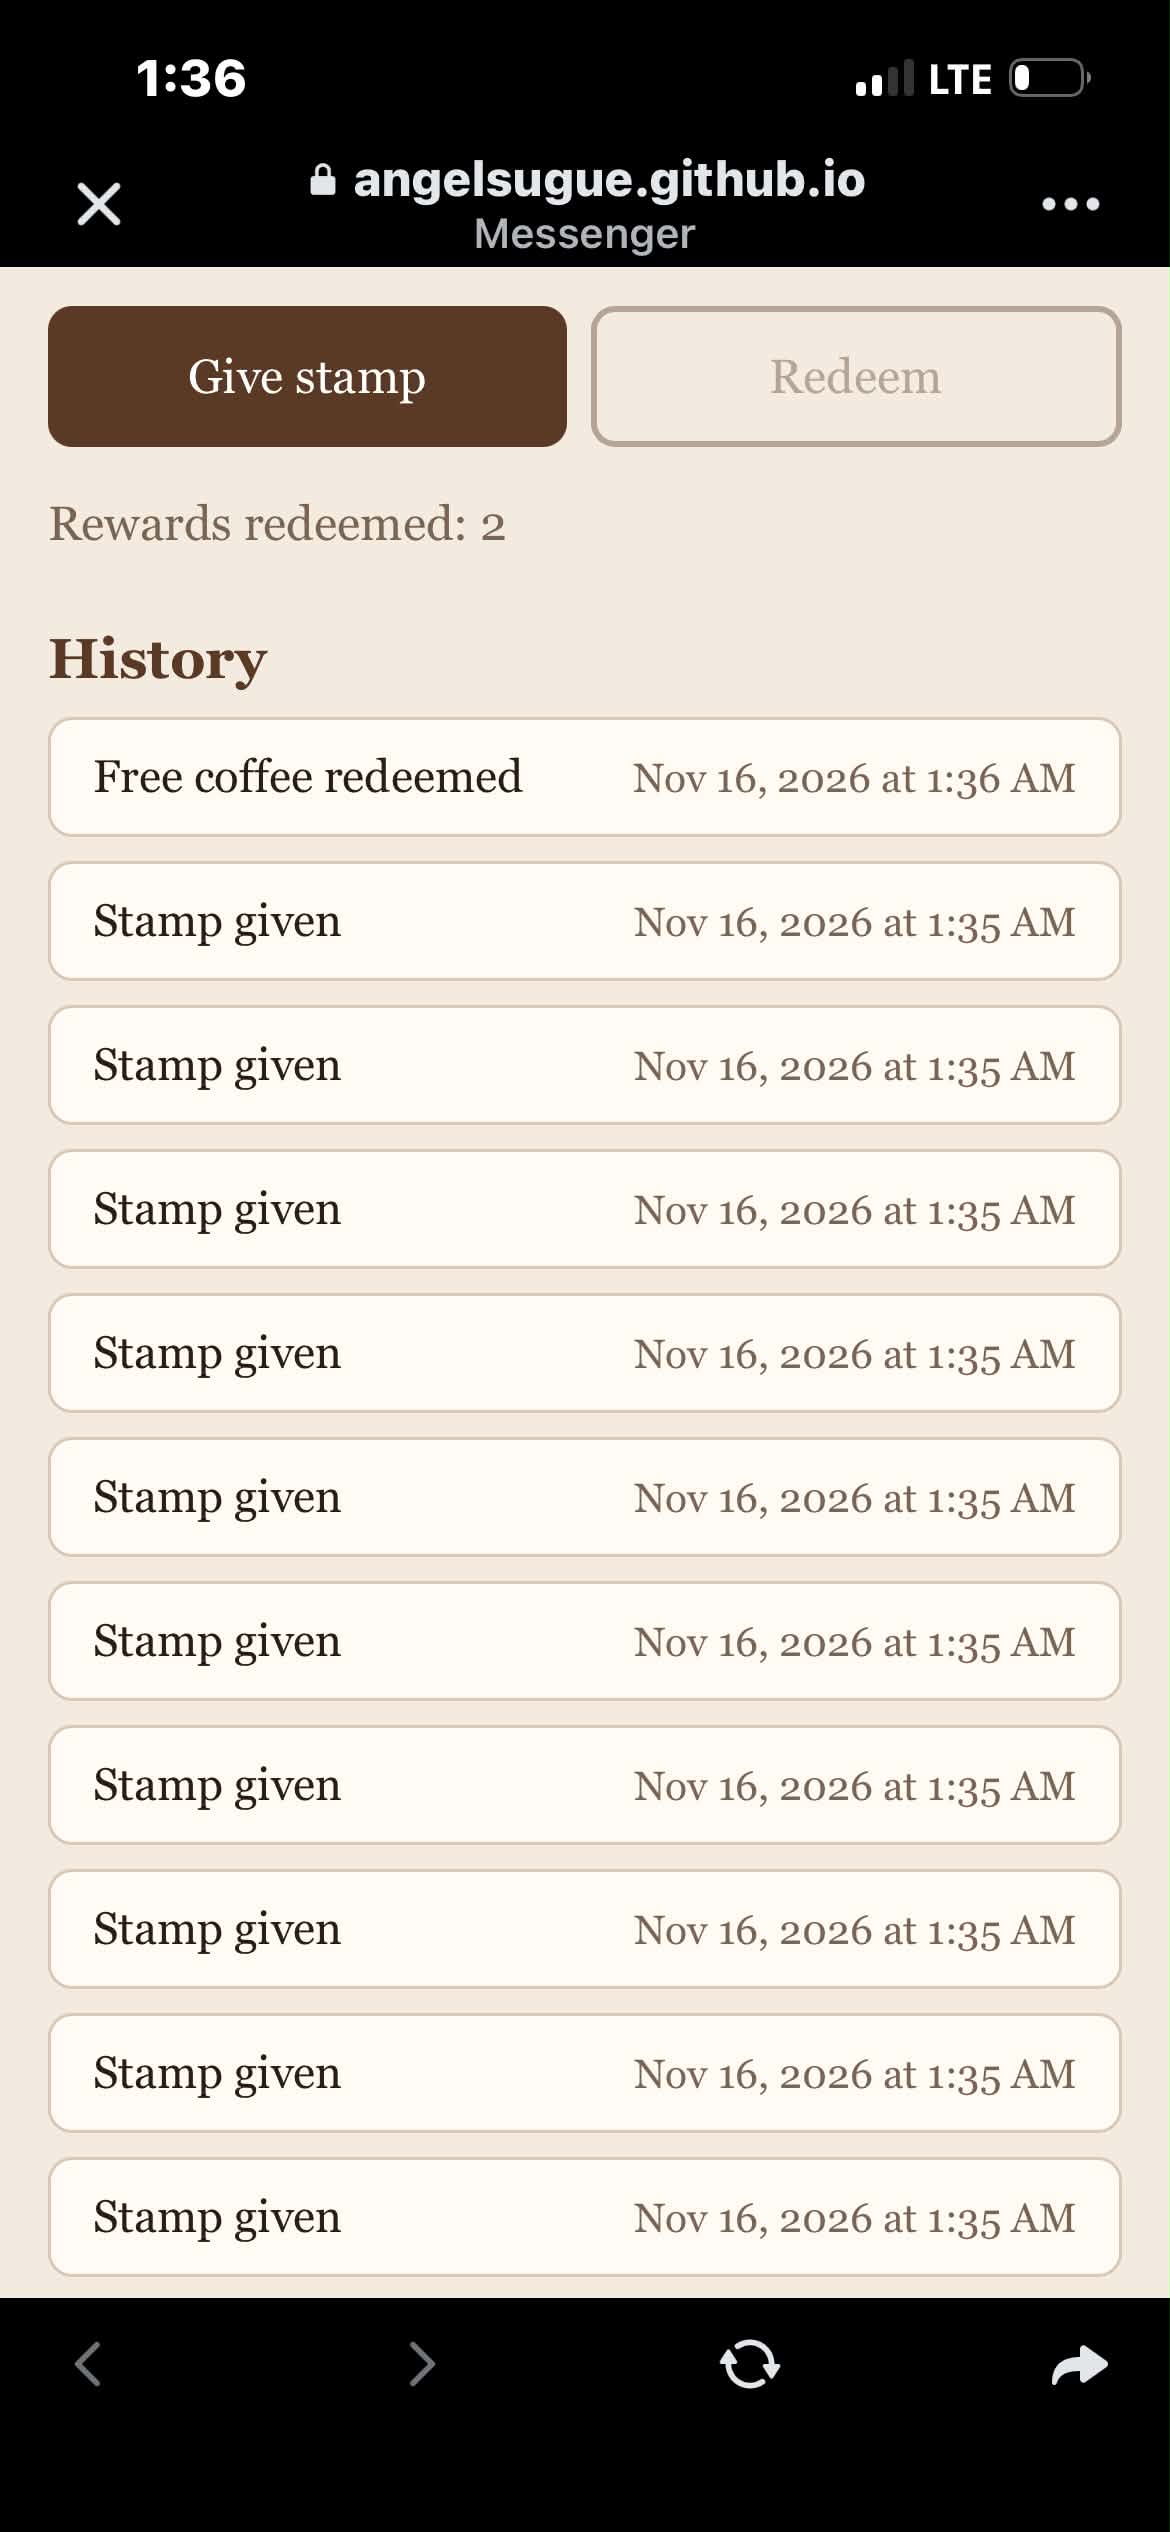 1:36
LTE
angelsugue.github.io
Messenger
Give stamp
Redeem
Rewards redeemed: 2
History
Free coffee redeemed Nov 16, 2026 at 1:36 AM
Stamp given Nov 16, 2026 at 1:35 AM
Stamp given Nov 16, 2026 at 1:35 AM
Stamp given Nov 16, 2026 at 1:35 AM
Stamp given Nov 16, 2026 at 1:35 AM
Stamp given Nov 16, 2026 at 1:35 AM
Stamp given Nov 16, 2026 at 1:35 AM
Stamp given Nov 16, 2026 at 1:35 AM
Stamp given Nov 16, 2026 at 1:35 AM
Stamp given Nov 16, 2026 at 1:35 AM
Stamp given Nov 16, 2026 at 1:35 AM